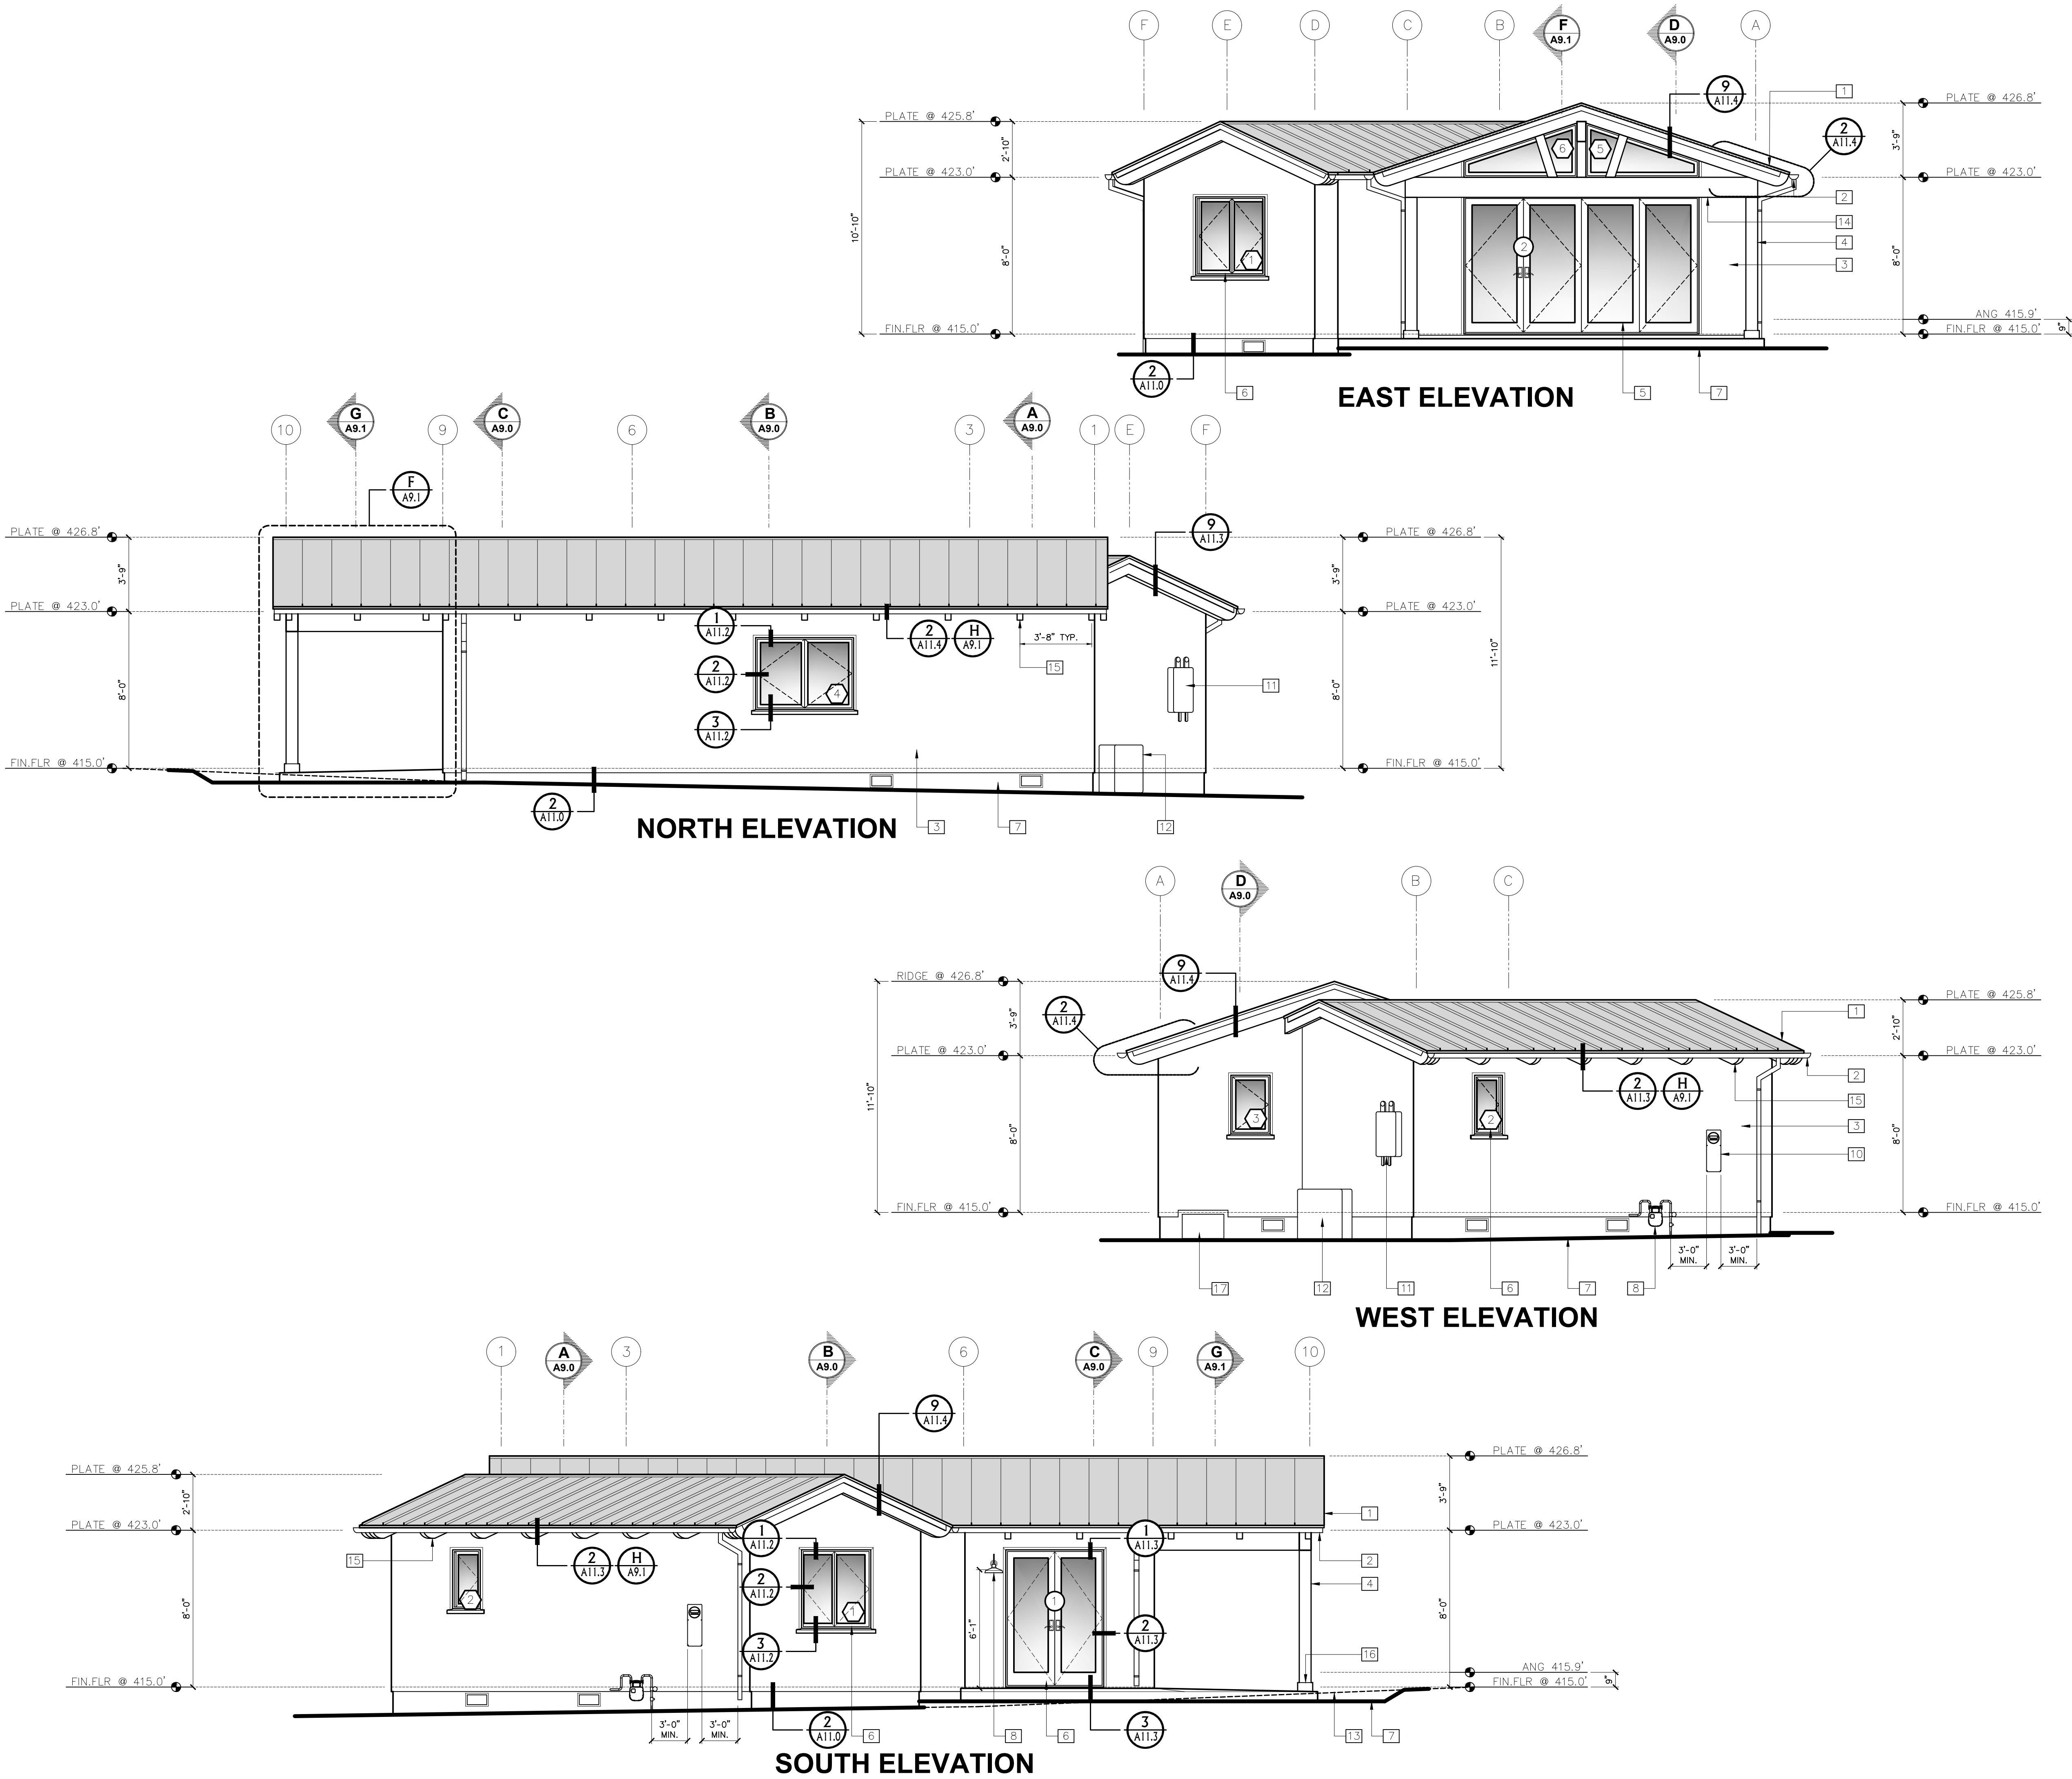 F E D C B F A9.1 D A9.0 A
9 A11.4
1
PLATE @ 426.8'
PLATE @ 425.8'
2 A11.4
2'-10"
3'-9"
6 5
PLATE @ 423.0'
PLATE @ 423.0'
2
14
10'-10"
8'-0"
4
2
3
8'-0"
1
ANG 415.9'
FIN.FLR @ 415.0'
FIN.FLR @ 415.0'
9"
2 A11.0
6
5
7
EAST ELEVATION
10 G A9.1 9 C A9.0 6 B A9.0 3 A A9.0 1 E F
F A9.1
9 A11.3
PLATE @ 426.8'
PLATE @ 426.8'
3'-9"
3'-9"
PLATE @ 423.0'
PLATE @ 423.0'
1 A11.2
2 A11.4
H A9.1
3'-8" TYP.
15
11'-10"
2 A11.2
4
11
8'-0"
8'-0"
3 A11.2
FIN.FLR @ 415.0'
FIN.FLR @ 415.0'
2 A11.0
NORTH ELEVATION
3
7
12
A D A9.0 B C
9 A11.4
RIDGE @ 426.8'
PLATE @ 425.8'
2 A11.4
3'-9"
1
2'-10"
PLATE @ 423.0'
PLATE @ 423.0'
2
2 A11.3
H A9.1
11'-10"
15
3
2
8'-0"
3
8'-0"
10
FIN.FLR @ 415.0'
FIN.FLR @ 415.0'
3'-0" MIN.
3'-0" MIN.
17
12
11
6
7
8
WEST ELEVATION
1 A A9.0 3 B A9.0 6 C A9.0 9 G A9.1 10
9 A11.4
PLATE @ 426.8'
PLATE @ 425.8'
2'-10"
3'-9"
1
PLATE @ 423.0'
PLATE @ 423.0'
1 A11.2
1 A11.3
15
2 A11.3
H A9.1
2
2 A11.2
4
2
1
1
8'-0"
8'-0"
6'-1"
2 A11.3
3 A11.2
16
ANG 415.9'
FIN.FLR @ 415.0'
FIN.FLR @ 415.0'
9"
3'-0" MIN.
3'-0" MIN.
2 A11.0
6
8
6
3 A11.3
13
7
SOUTH ELEVATION